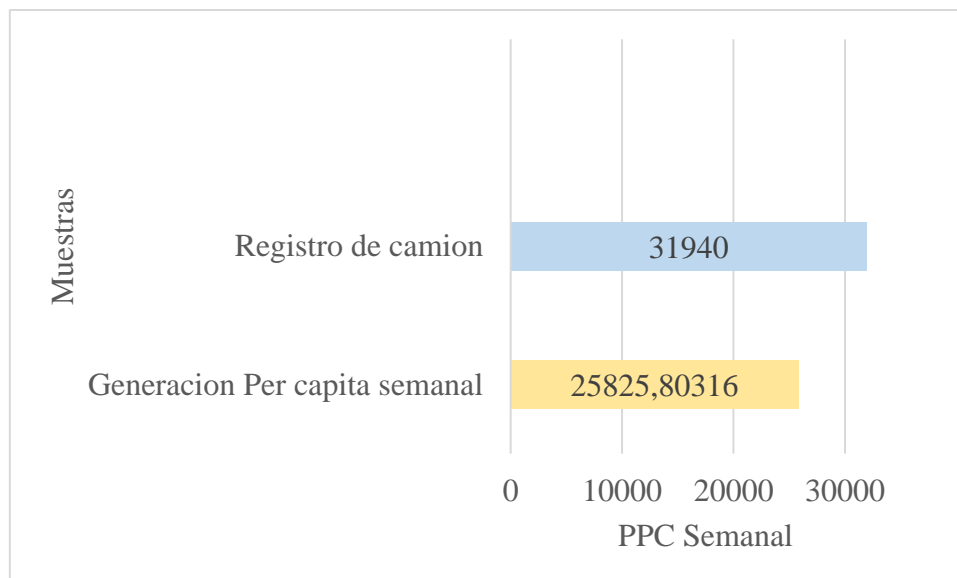 Muestras
Registro de camion
31940
Generacion Per capita semanal
25825,80316
0 10000 20000 30000
PPC Semanal